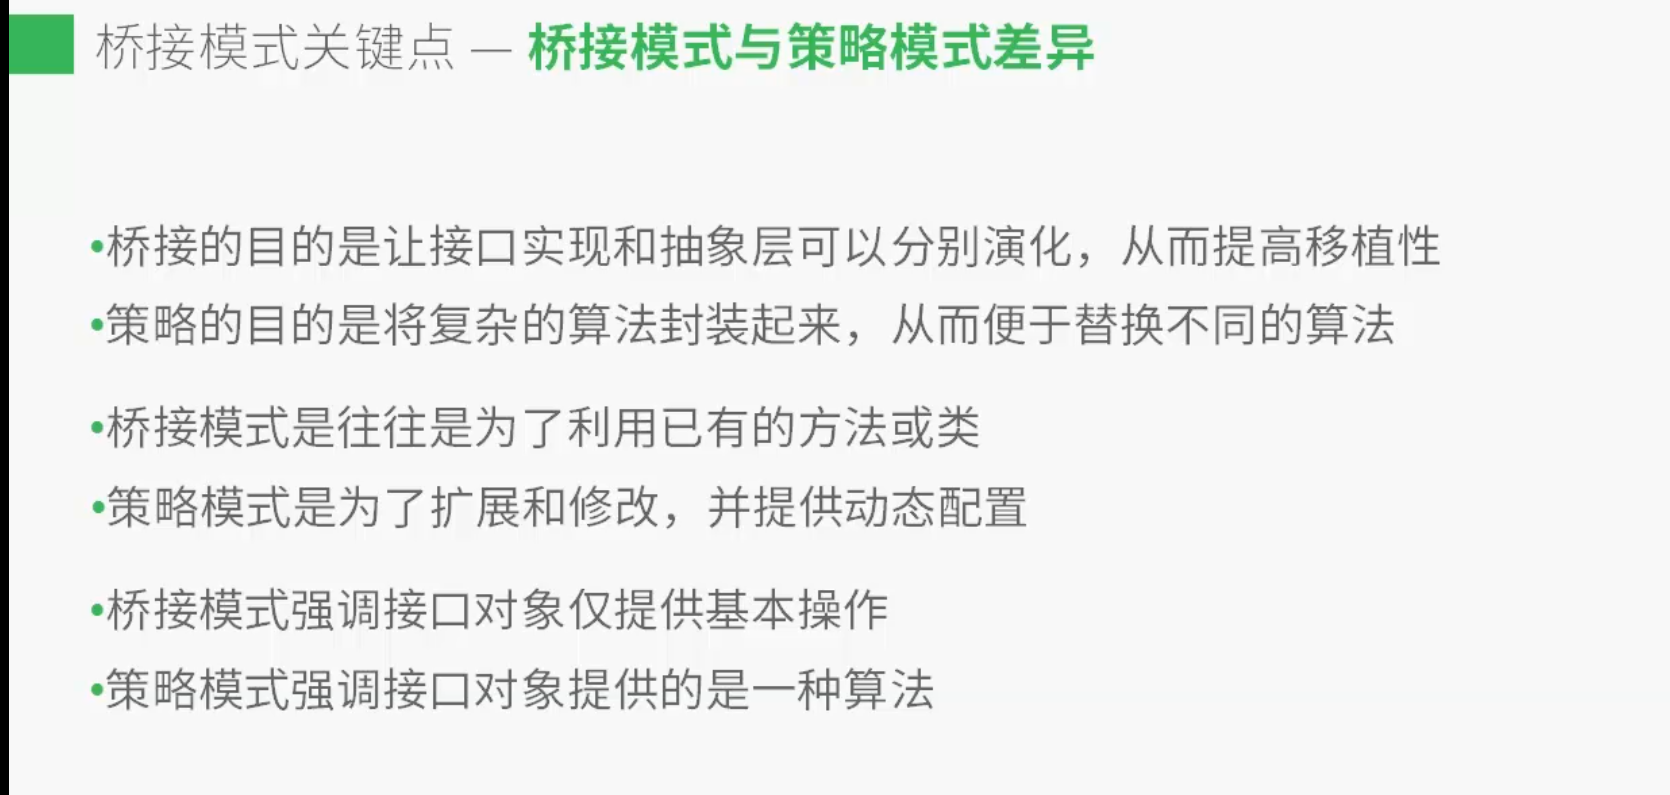 桥接模式关键点 — 桥接模式与策略模式差异
•桥接的目的是让接口实现和抽象层可以分别演化，从而提高移植性
•策略的目的是将复杂的算法封装起来，从而便于替换不同的算法
•桥接模式是往往是为了利用已有的方法或类
•策略模式是为了扩展和修改，并提供动态配置
•桥接模式强调接口对象仅提供基本操作
•策略模式强调接口对象提供的是一种算法